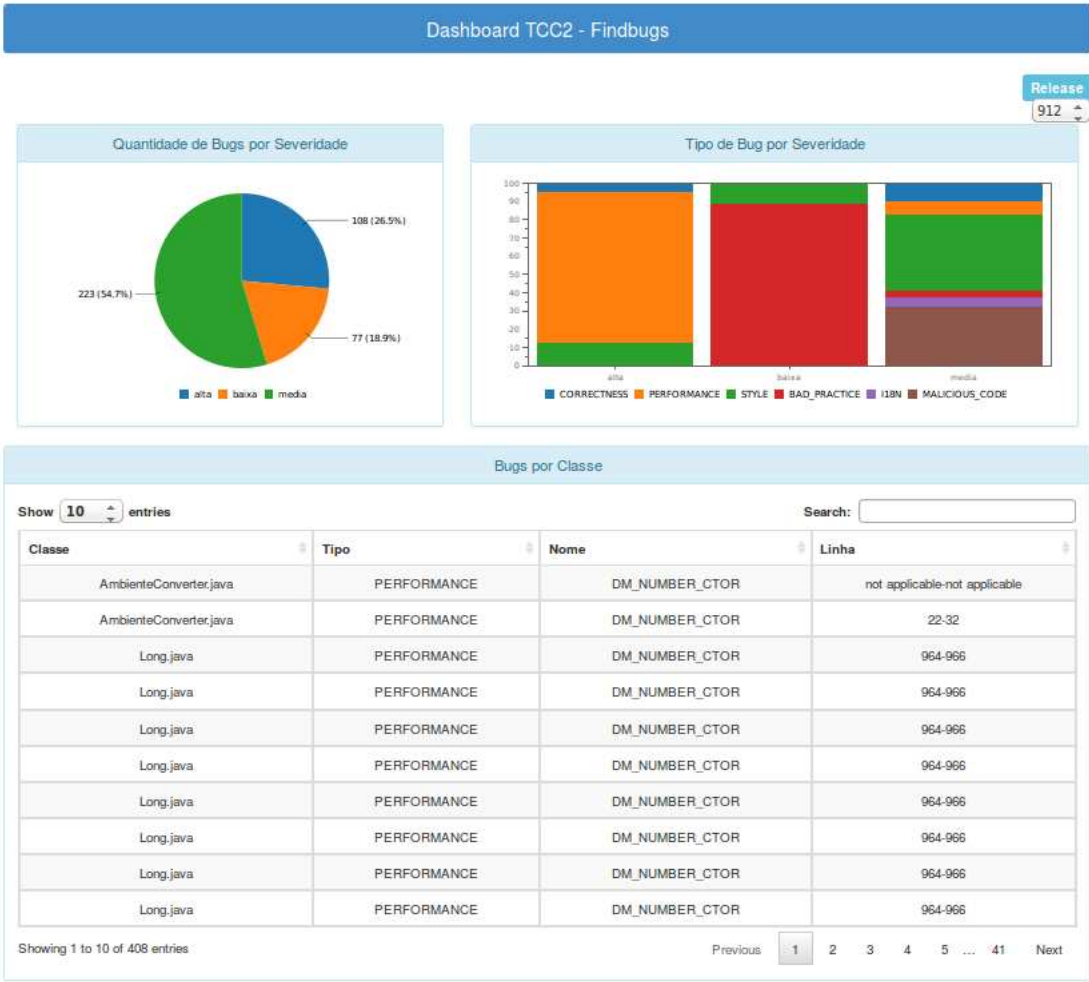 Dashboard TCC2 - Findbugs
Release
912
Quantidade de Bugs por Severidade
108 (26.5%)
223 (54.7%)
77 (18.9%)
alta baixa media
Tipo de Bug por Severidade
100
90
80
70
60
50
40
30
20
10
0
alta baixa media
CORRECTNESS PERFORMANCE STYLE BAD_PRACTICE I18N MALICIOUS_CODE
Bugs por Classe
Show 10 entries Search:
Classe Tipo Nome Linha
AmbienteConverter.java PERFORMANCE DM_NUMBER_CTOR not applicable-not applicable
AmbienteConverter.java PERFORMANCE DM_NUMBER_CTOR 22-32
Long.java PERFORMANCE DM_NUMBER_CTOR 964-966
Long.java PERFORMANCE DM_NUMBER_CTOR 964-966
Long.java PERFORMANCE DM_NUMBER_CTOR 964-966
Long.java PERFORMANCE DM_NUMBER_CTOR 964-966
Long.java PERFORMANCE DM_NUMBER_CTOR 964-966
Long.java PERFORMANCE DM_NUMBER_CTOR 964-966
Long.java PERFORMANCE DM_NUMBER_CTOR 964-966
Long.java PERFORMANCE DM_NUMBER_CTOR 964-966
Showing 1 to 10 of 408 entries Previous 1 2 3 4 5 ... 41 Next